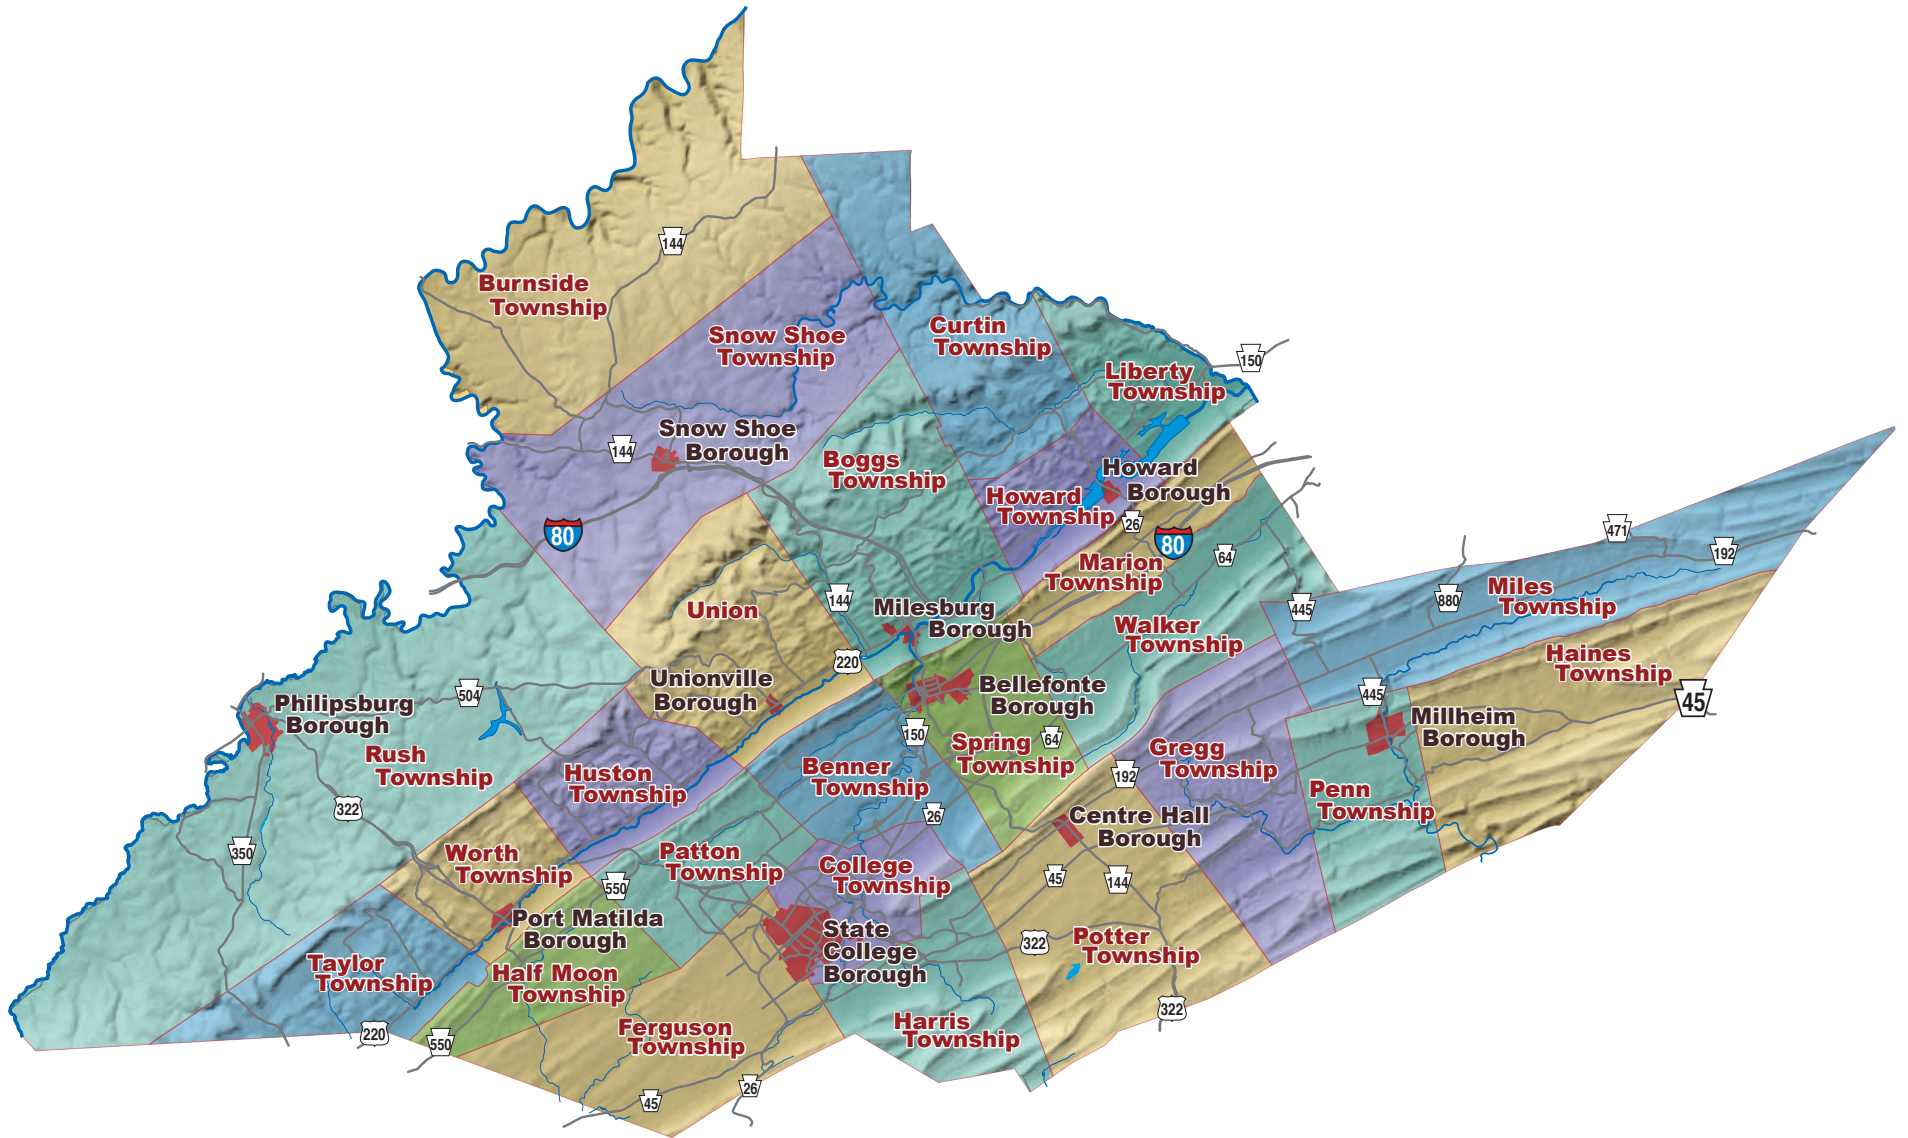 144
Burnside
Township
Snow Shoe
Township
Curtin
Township
150
Liberty
Township
Snow Shoe
Borough
144
Boggs
Township
Howard
Borough
Howard
Township
26
80
80
64
471
192
Marion
Township
Miles
Township
880
445
144
Union
Milesburg
Borough
Walker
Township
220
Haines
Township
Unionville
Borough
504
Bellefonte
Borough
445
45
Philipsburg
Borough
Millheim
Borough
150
64
Spring
Township
Gregg
Township
Rush
Township
Huston
Township
Benner
Township
192
Penn
Township
322
26
Centre Hall
Borough
350
Worth
Township
Patton
Township
College
Township
550
45
144
Port Matilda
Borough
State
College
Borough
322
Potter
Township
Taylor
Township
Half Moon
Township
322
Harris
Township
Ferguson
Township
220
550
26
45